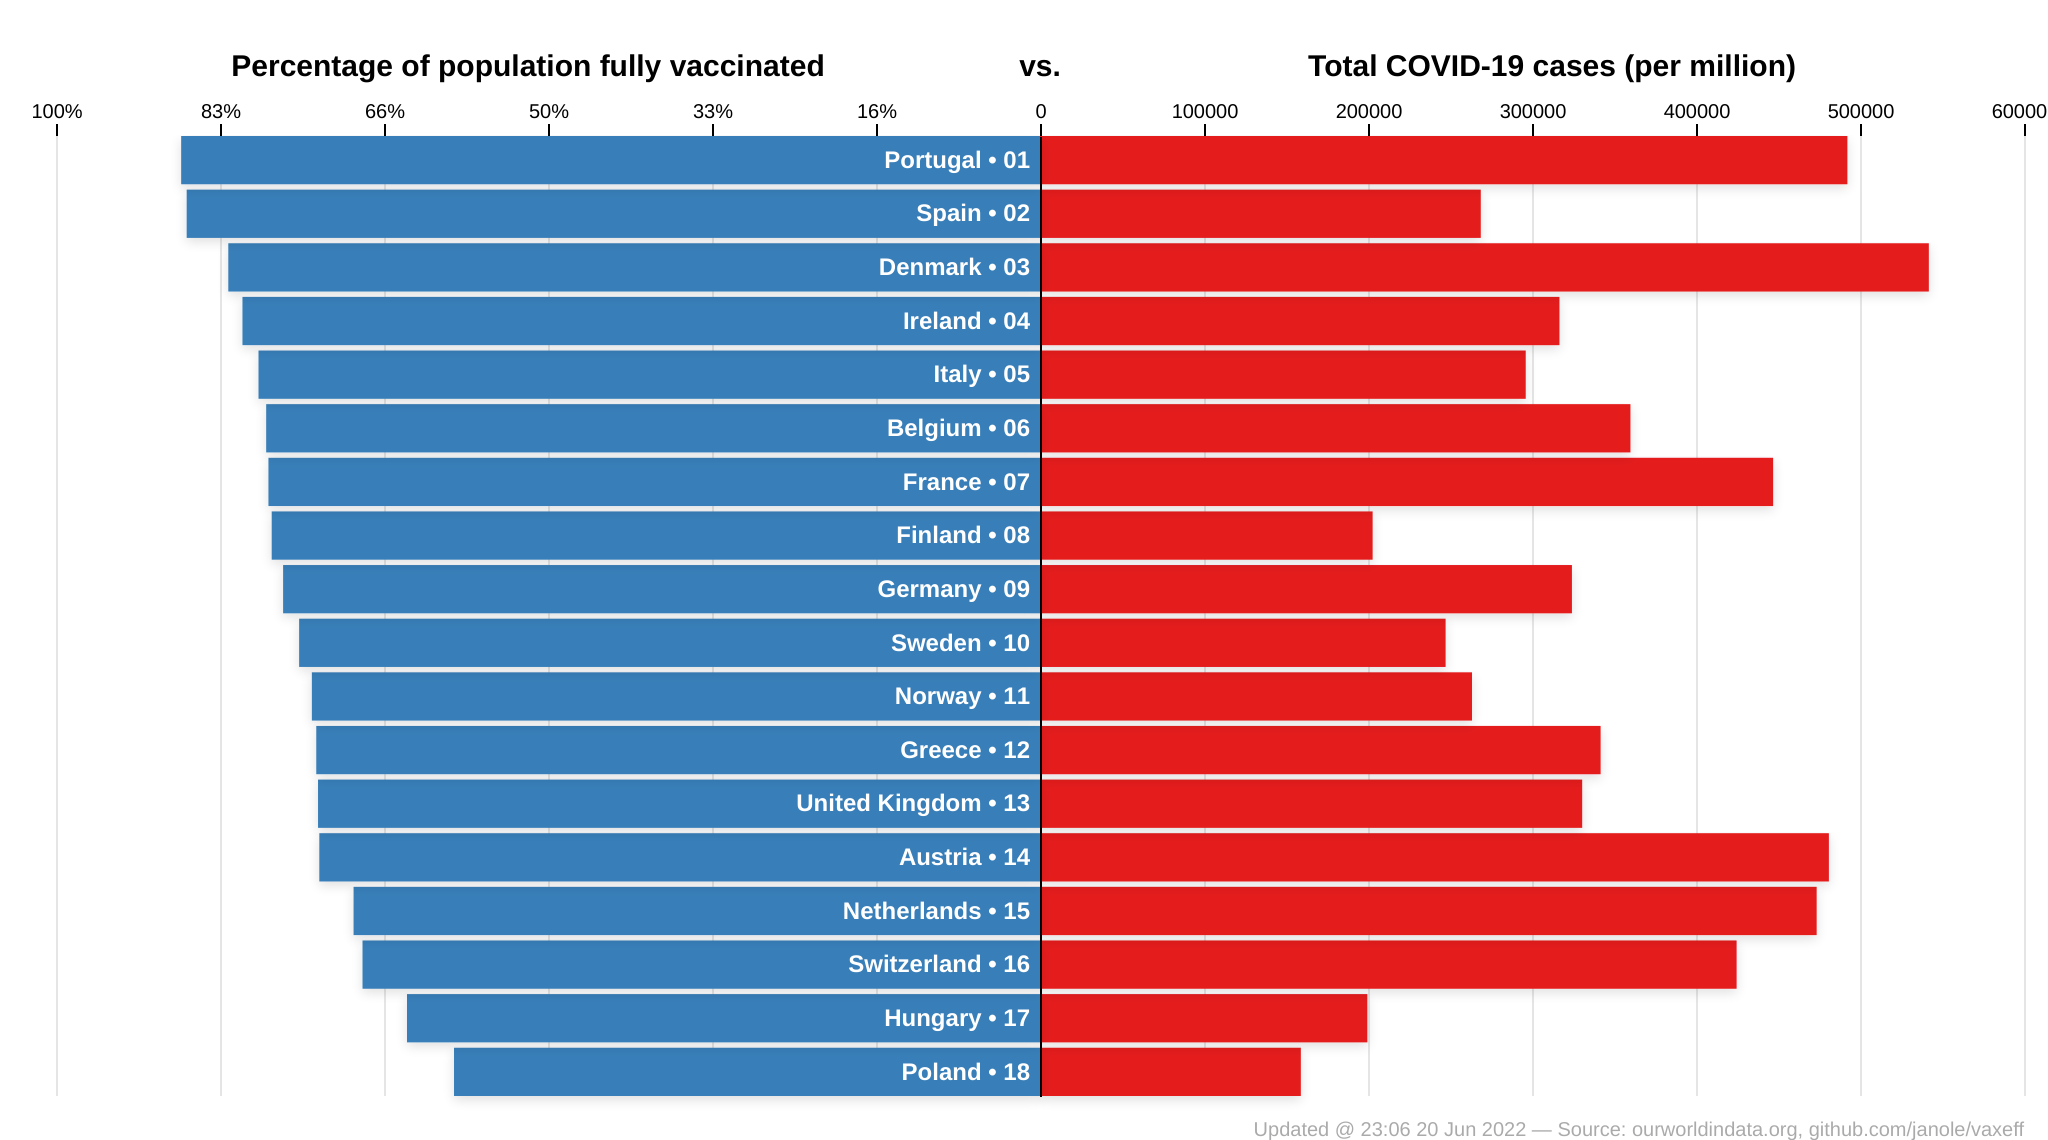 Percentage of population fully vaccinated vs. Total COVID-19 cases (per million)
100% 83% 66% 50% 33% 16% 0 100000 200000 300000 400000 500000 60000
Portugal • 01
Spain • 02
Denmark • 03
Ireland • 04
Italy • 05
Belgium • 06
France • 07
Finland • 08
Germany • 09
Sweden • 10
Norway • 11
Greece • 12
United Kingdom • 13
Austria • 14
Netherlands • 15
Switzerland • 16
Hungary • 17
Poland • 18
Updated @ 23:06 20 Jun 2022 — Source: ourworldindata.org, github.com/janole/vaxeff